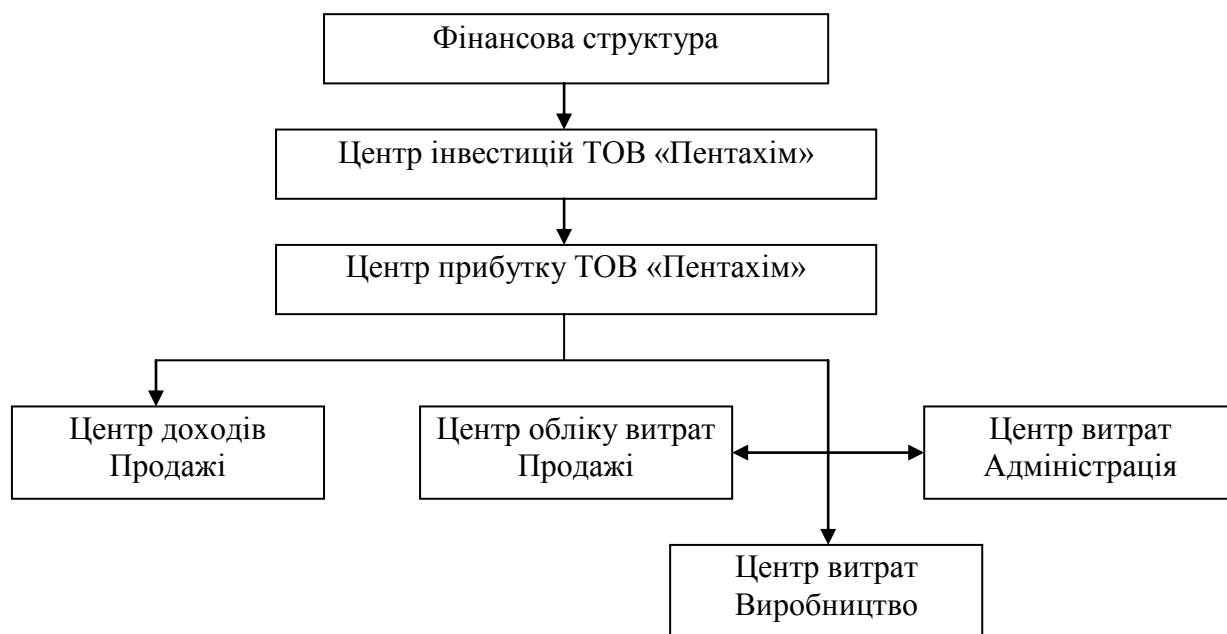 Фінансова структура
Центр інвестицій ТОВ «Пентахім»
Центр прибутку ТОВ «Пентахім»
Центр доходів
Продажі
Центр обліку витрат
Продажі
Центр витрат
Адміністрація
Центр витрат
Виробництво